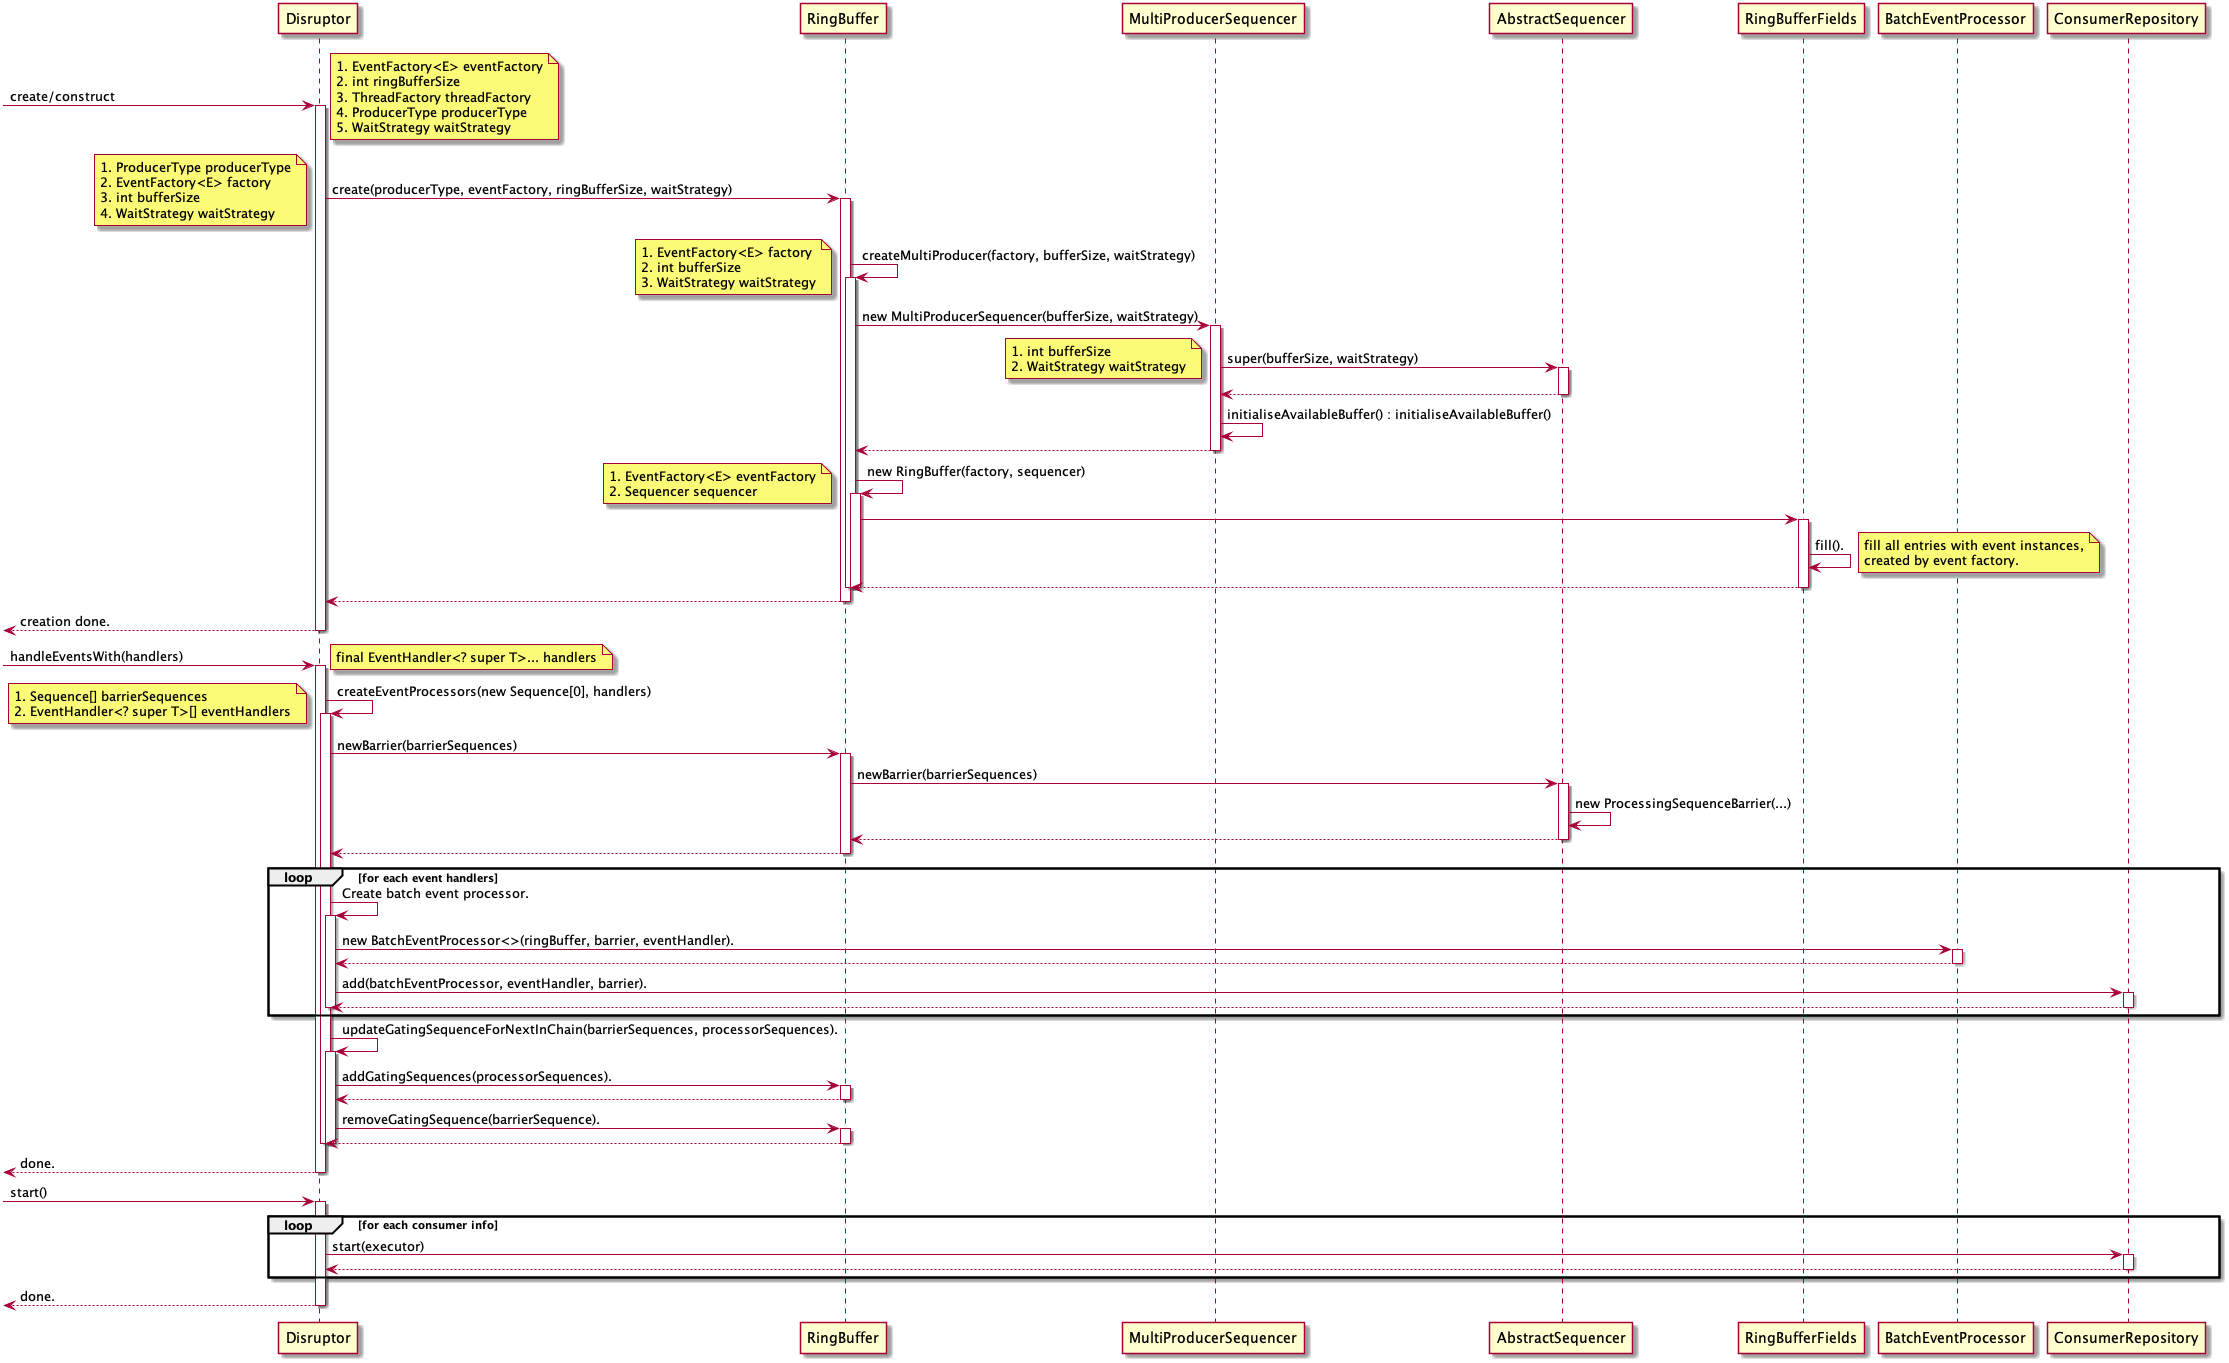 Disruptor
RingBuffer
MultiProducerSequencer
AbstractSequencer
RingBufferFields
BatchEventProcessor
ConsumerRepository
create/construct
1. EventFactory<E> eventFactory
2. int ringBufferSize
3. ThreadFactory threadFactory
4. ProducerType producerType
5. WaitStrategy waitStrategy
1. ProducerType producerType
2. EventFactory<E> factory
3. int bufferSize
4. WaitStrategy waitStrategy
create(producerType, eventFactory, ringBufferSize, waitStrategy)
1. EventFactory<E> factory
2. int bufferSize
3. WaitStrategy waitStrategy
createMultiProducer(factory, bufferSize, waitStrategy)
new MultiProducerSequencer(bufferSize, waitStrategy)
1. int bufferSize
2. WaitStrategy waitStrategy
super(bufferSize, waitStrategy)
initialiseAvailableBuffer() : initialiseAvailableBuffer()
1. EventFactory<E> eventFactory
2. Sequencer sequencer
new RingBuffer(factory, sequencer)
fill().
fill all entries with event instances,
created by event factory.
creation done.
handleEventsWith(handlers)
final EventHandler<? super T>... handlers
1. Sequence[] barrierSequences
2. EventHandler<? super T>[] eventHandlers
createEventProcessors(new Sequence[0], handlers)
newBarrier(barrierSequences)
newBarrier(barrierSequences)
new ProcessingSequenceBarrier(...)
loop
[for each event handlers]
Create batch event processor.
new BatchEventProcessor<>(ringBuffer, barrier, eventHandler).
add(batchEventProcessor, eventHandler, barrier).
updateGatingSequenceForNextInChain(barrierSequences, processorSequences).
addGatingSequences(processorSequences).
removeGatingSequence(barrierSequence).
done.
start()
loop
[for each consumer info]
start(executor)
done.
Disruptor
RingBuffer
MultiProducerSequencer
AbstractSequencer
RingBufferFields
BatchEventProcessor
ConsumerRepository